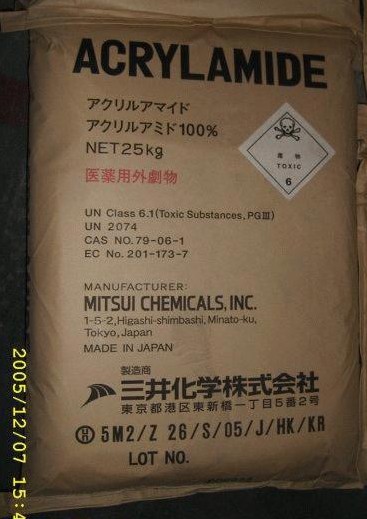 ACRYLAMIDE
アクリルアマイド
アクリルアミド100%
NET25kg
医薬用外劇物
毒物
TOXIC
6
UN Class 6.1(Toxic Substances,PGⅢ)
UN 2074
CAS NO.79-06-1
EC No. 201-173-7
MANUFACTURER:
MITSUI CHEMICALS,INC.
1-5-2,Higashi-shimbashi,Minato-ku,
Tokyo,Japan
MADE IN JAPAN
製造商
三井化学株式会社
東京都港区東新橋一丁目5番2号
Ⓗ 5M2/Z 26/S/05/J/HK/KR
LOT NO.
2005/12/07 15:4